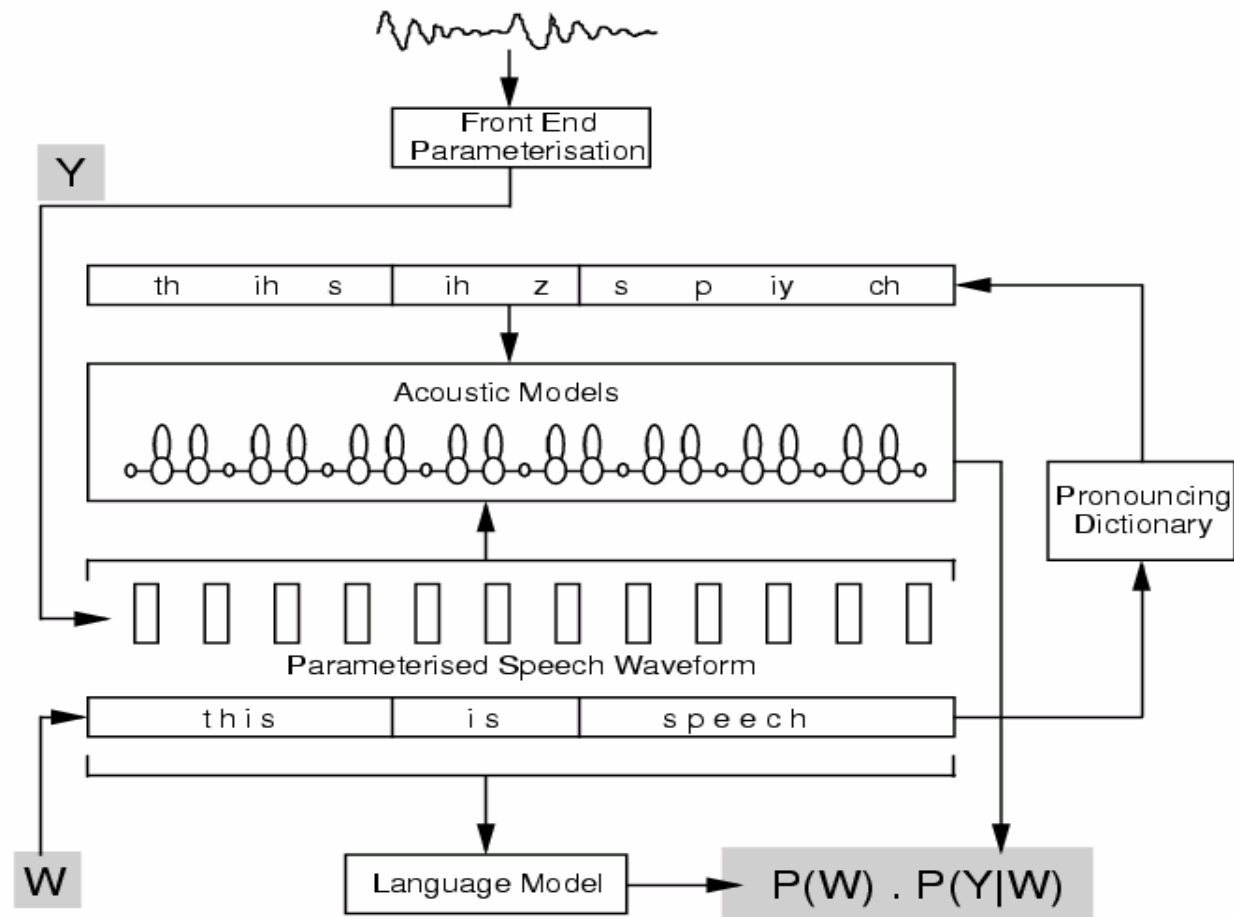 Front End
Parameterisation
Y
th ih s ih z s p iy ch
Acoustic Models
Pronouncing
Dictionary
Parameterised Speech Waveform
this is speech
W
Language Model
P(W) . P(Y|W)